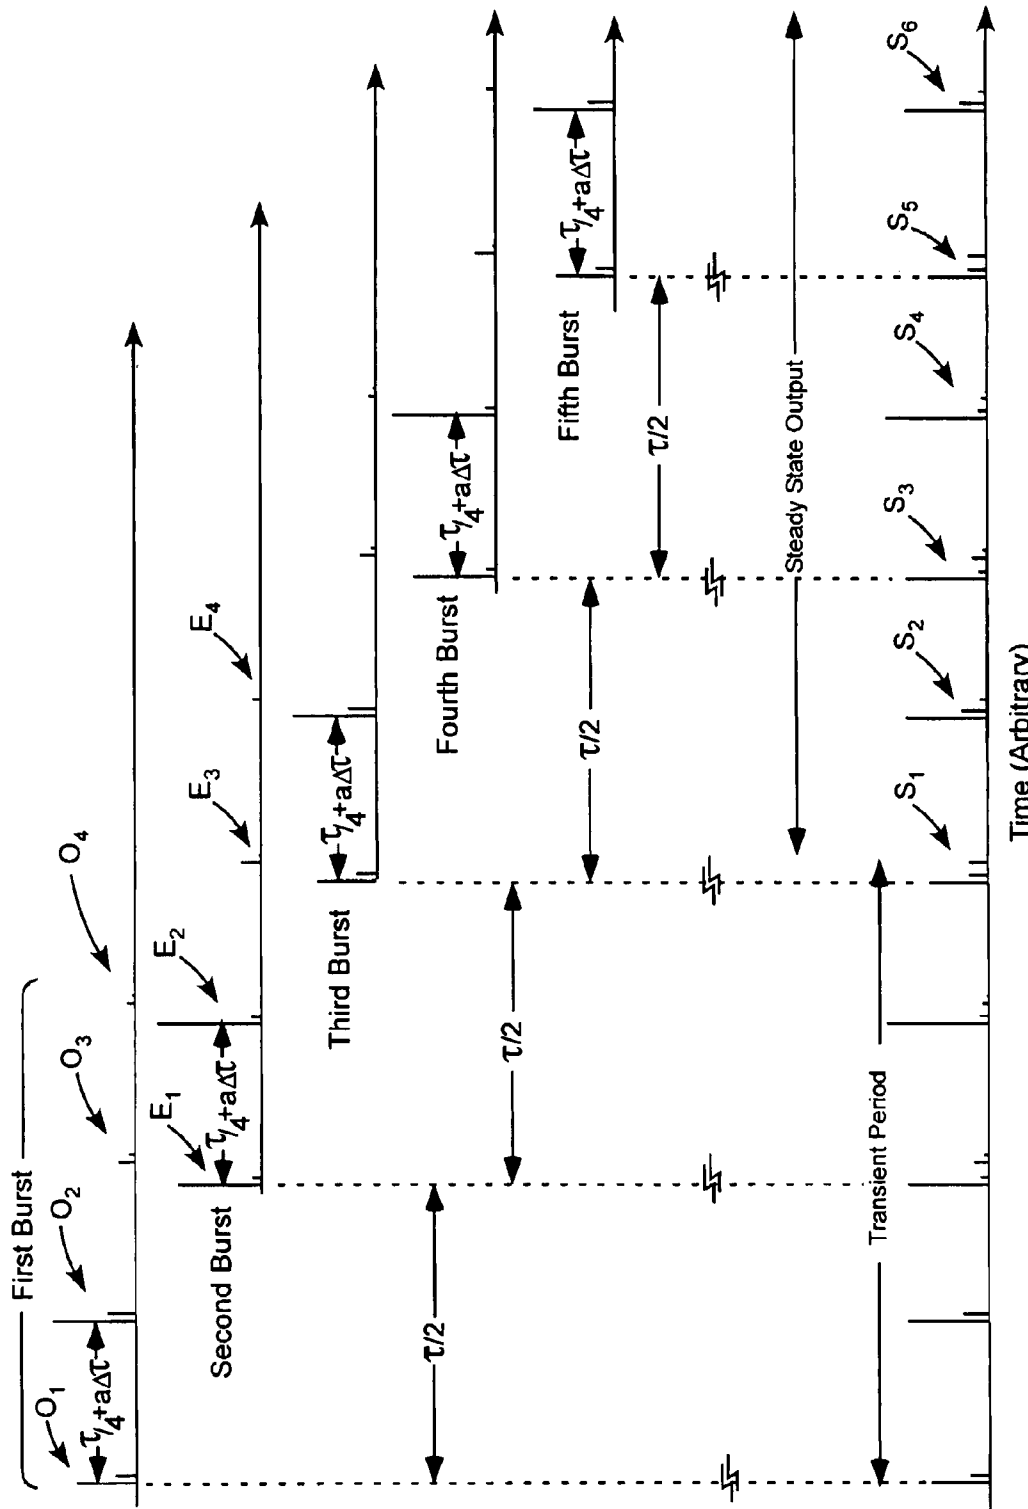 First Burst
O₁
O₂
O₃
O₄
τ/4+aΔτ
Second Burst
E₁
E₂
E₃
E₄
τ/4+aΔτ
Third Burst
τ/4+aΔτ
Fourth Burst
τ/4+aΔτ
Fifth Burst
τ/4+aΔτ
τ/2
τ/2
τ/2
τ/2
Transient Period
Steady State Output
S₁
S₂
S₃
S₄
S₅
S₆
Time (Arbitrary)